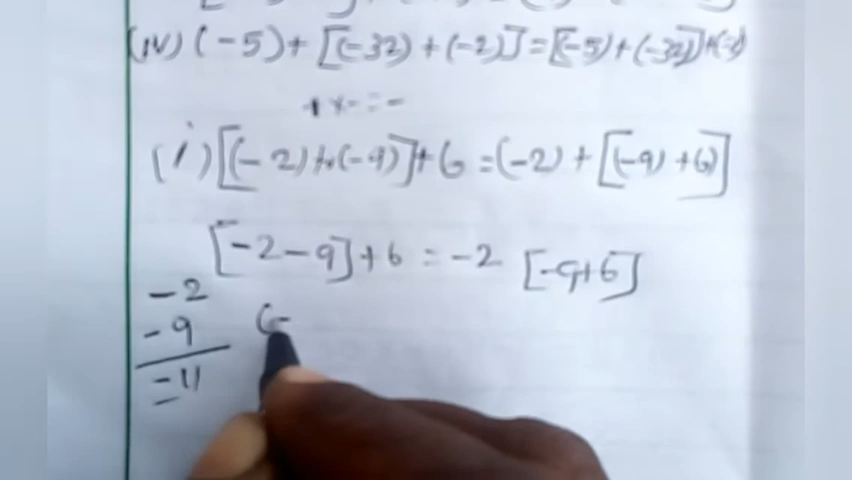 (iv) (-5) + [(-32) + (-2)] = [(-5) + (-32)] + (-2)
+ x - = -
(i) [(-2) + (-9)] + 6 = (-2) + [(-9) + 6]
[-2 - 9] + 6 = -2 [-9+6]
-2
-9 (-
-11